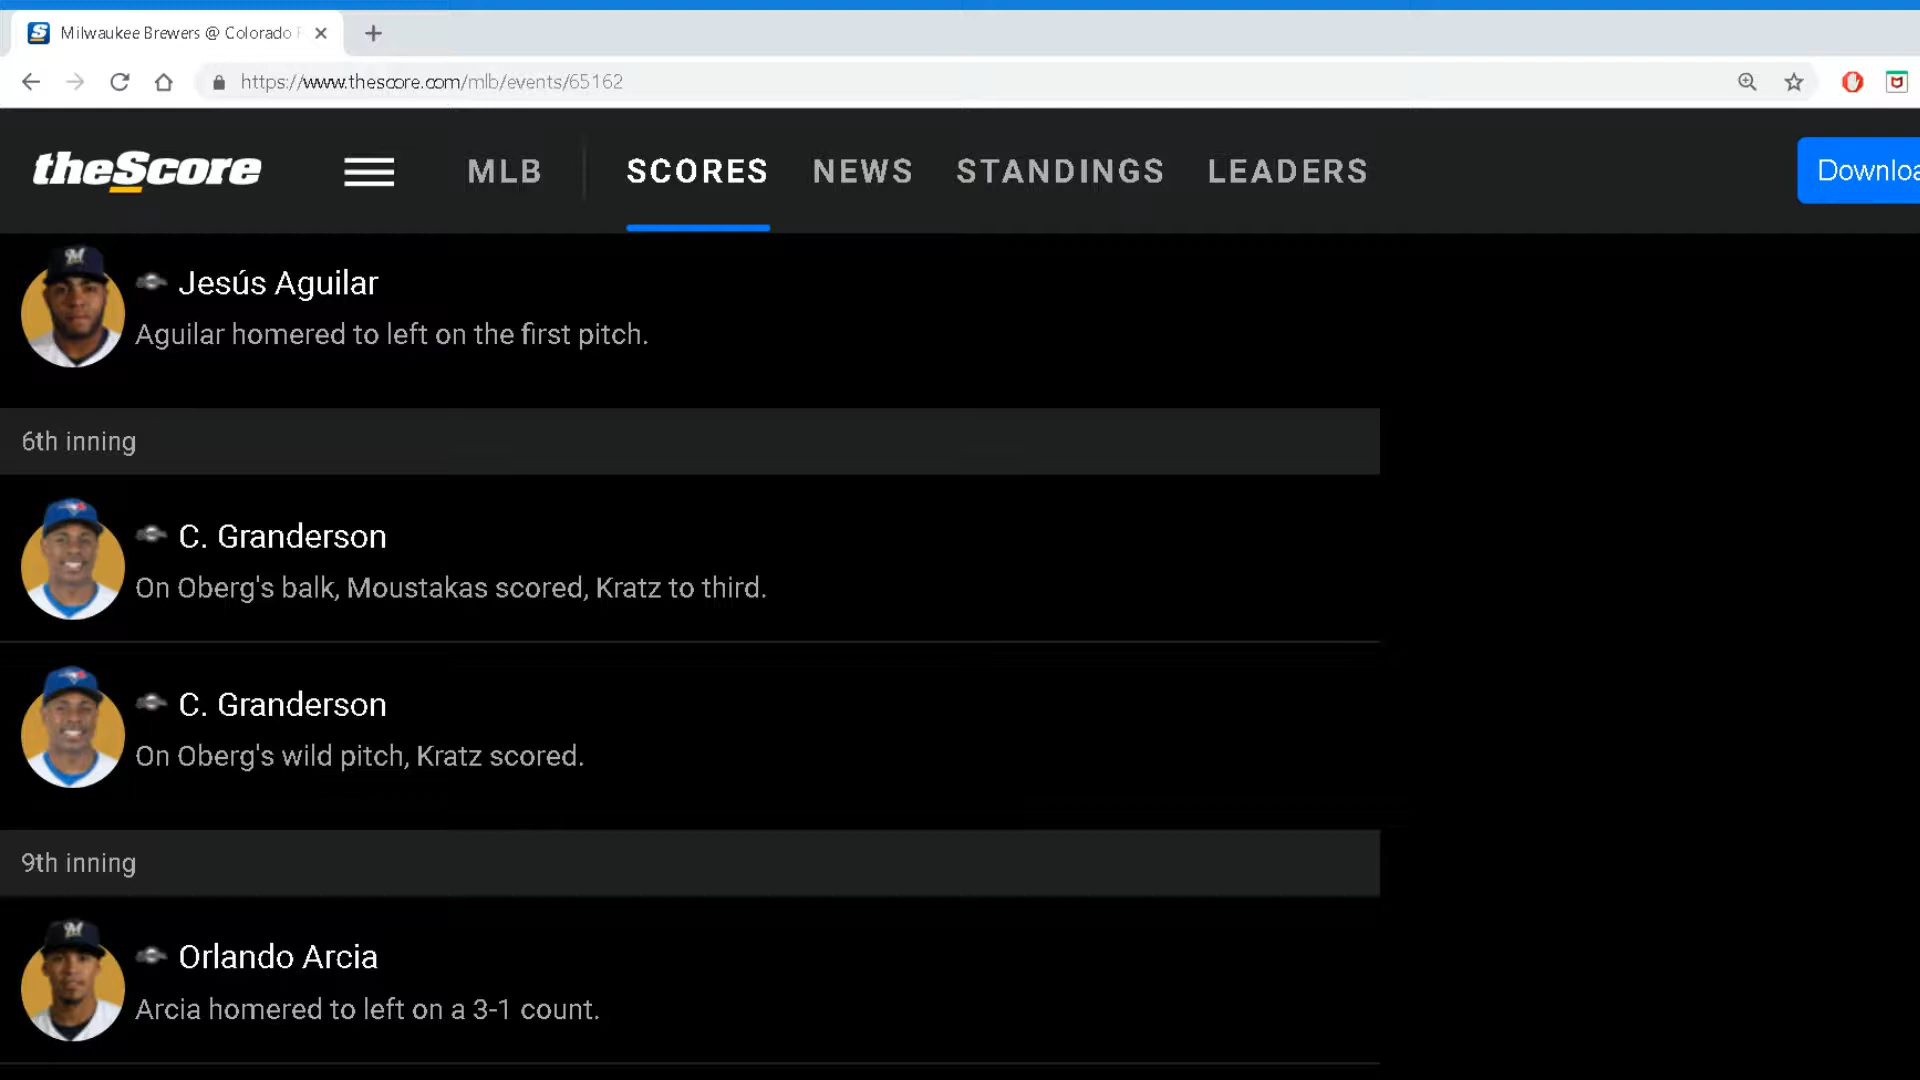 Milwaukee Brewers @ Colorado
https://www.thescore.com/mlb/events/65162
theScore
MLB
SCORES
NEWS
STANDINGS
LEADERS
Downloa
Jesús Aguilar
Aguilar homered to left on the first pitch.
6th inning
C. Granderson
On Oberg's balk, Moustakas scored, Kratz to third.
C. Granderson
On Oberg's wild pitch, Kratz scored.
9th inning
Orlando Arcia
Arcia homered to left on a 3-1 count.